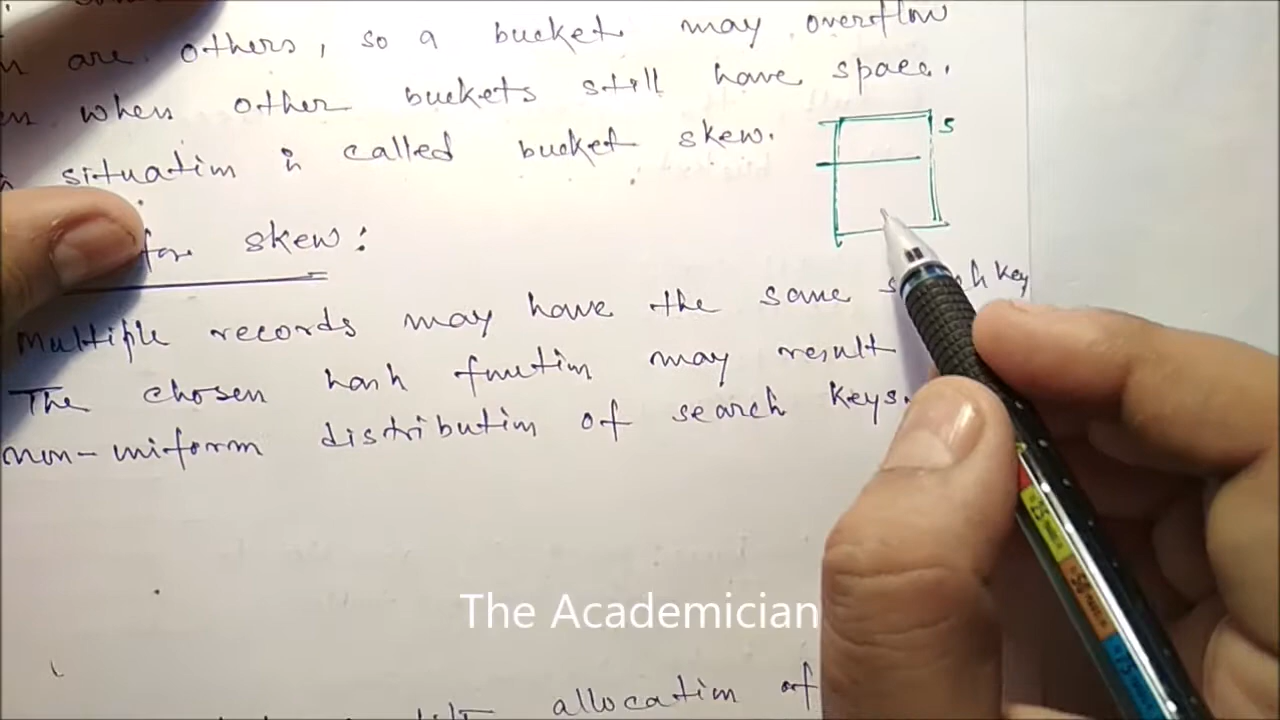 are others, so a bucket may overflow
when other buckets still have space.
situation is called bucket skew.
5
for skew:
Multiple records may have the same key
The chosen hash function may result
non-uniform distribution of search keys.
The Academician
allocation of